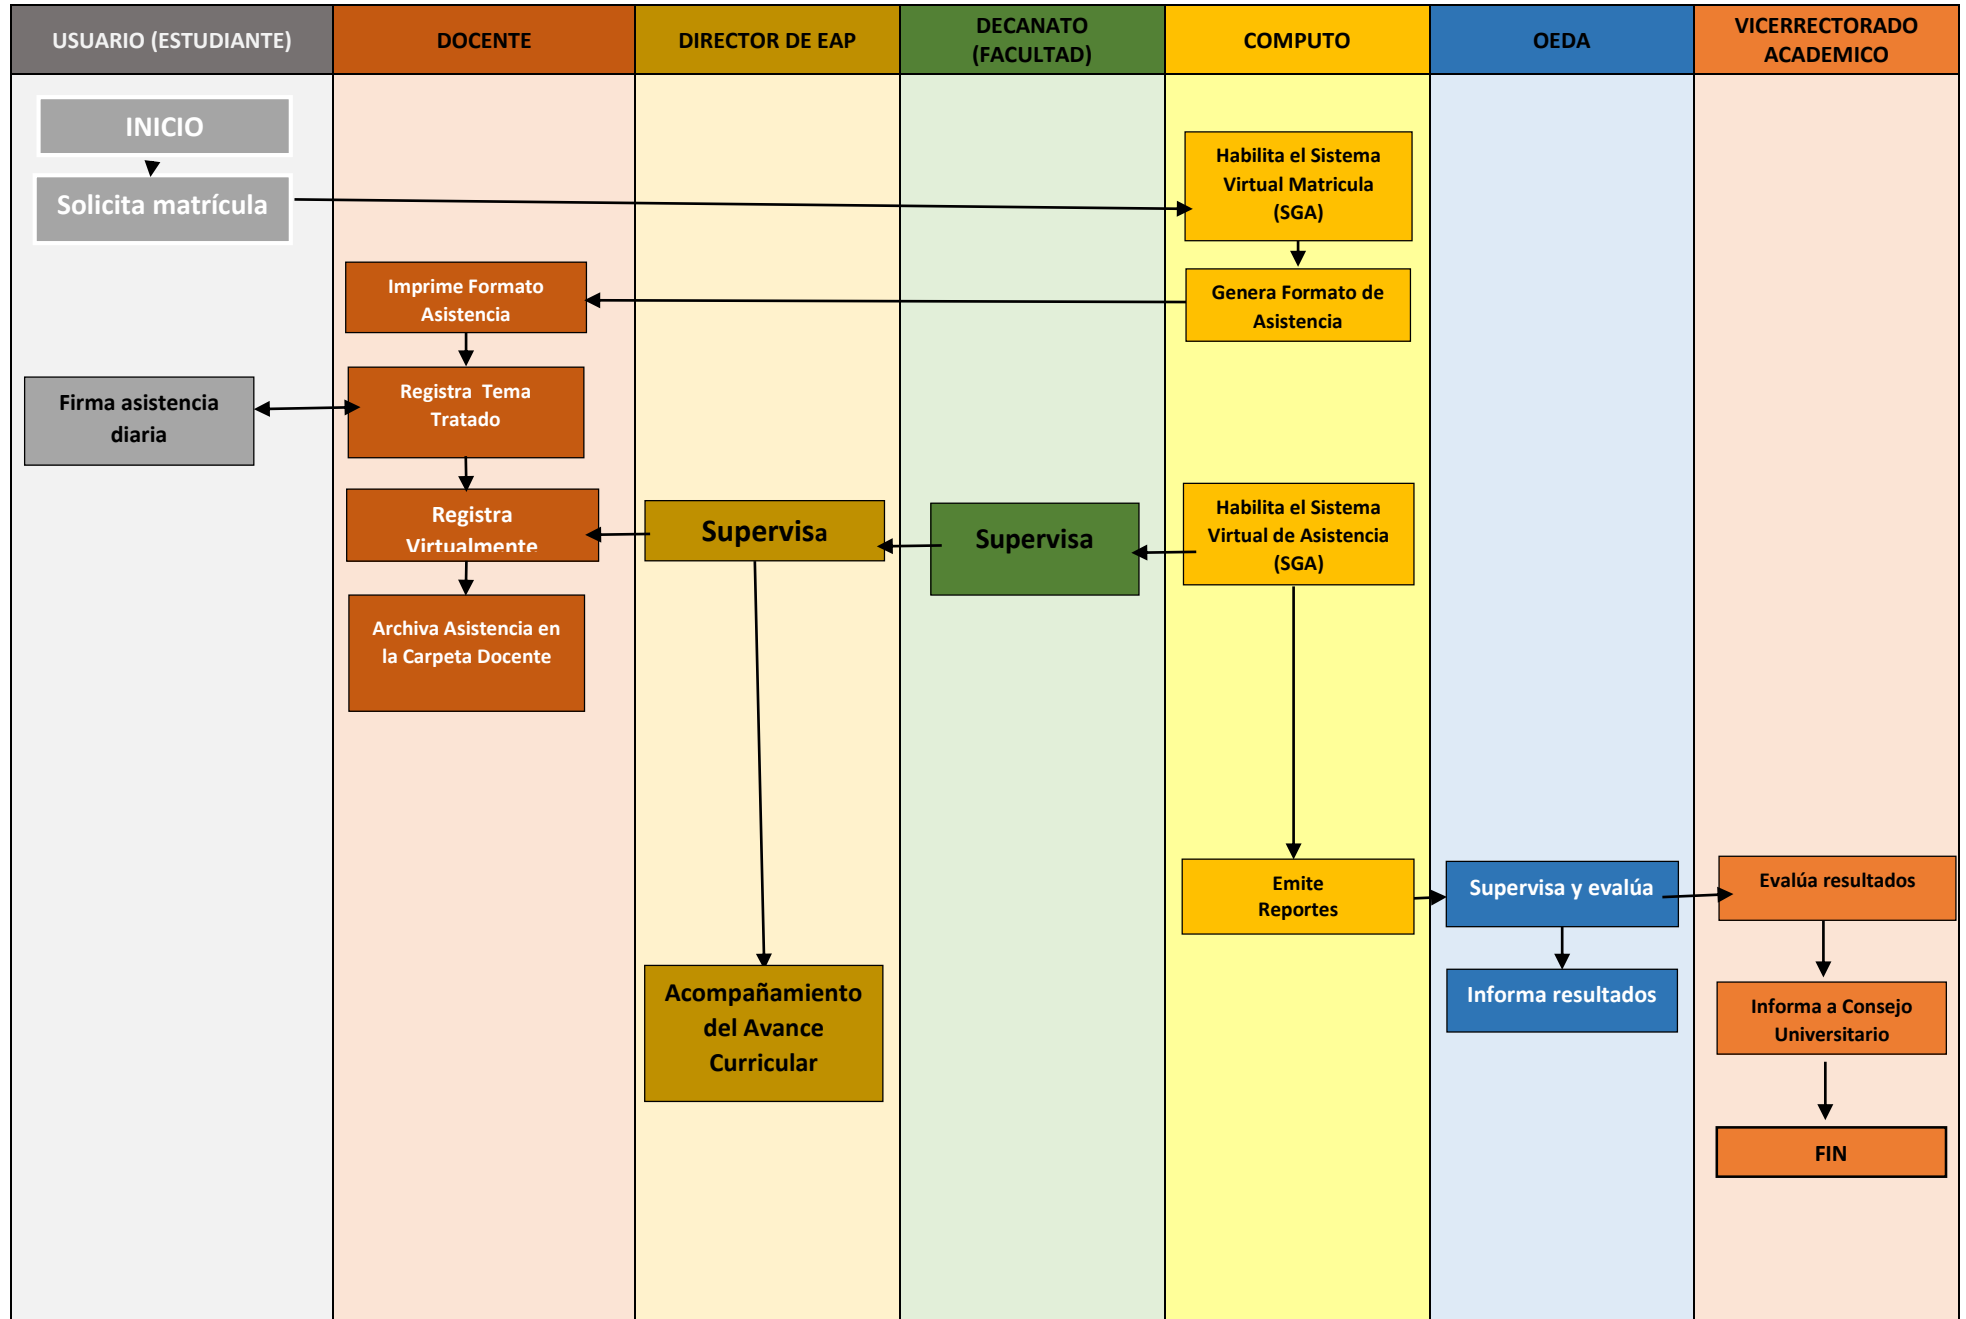 USUARIO (ESTUDIANTE)
DOCENTE
DIRECTOR DE EAP
DECANATO
(FACULTAD)
COMPUTO
OEDA
VICERRECTORADO
ACADEMICO
INICIO
Solicita matrícula
Habilita el Sistema
Virtual Matricula
(SGA)
Imprime Formato
Asistencia
Genera Formato de
Asistencia
Firma asistencia
diaria
Registra Tema
Tratado
Registra
Virtualmente
Supervisa
Supervisa
Habilita el Sistema
Virtual de Asistencia
(SGA)
Archiva Asistencia en
la Carpeta Docente
Emite
Reportes
Supervisa y evalúa
Evalúa resultados
Acompañamiento
del Avance
Curricular
Informa resultados
Informa a Consejo
Universitario
FIN